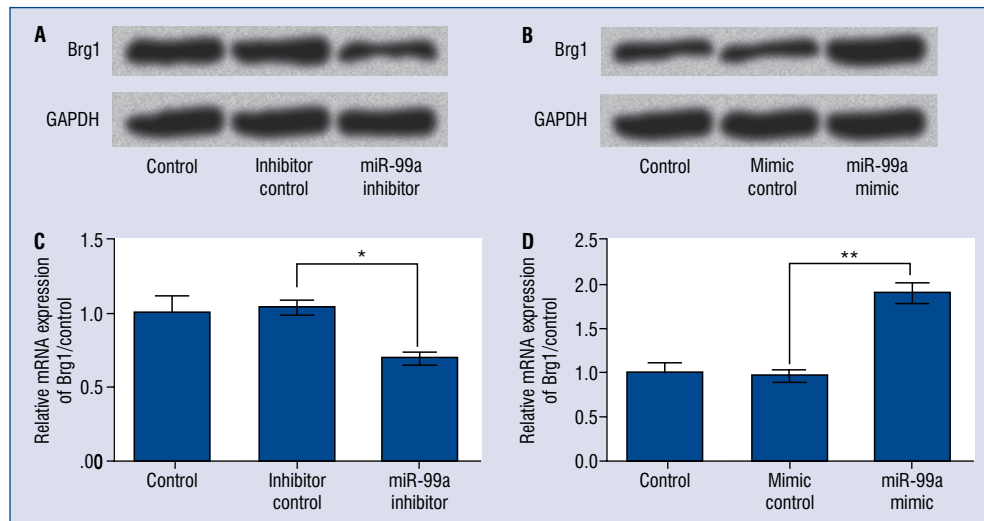 A
Brg1
GAPDH
Control
Inhibitor
control
miR-99a
inhibitor
B
Brg1
GAPDH
Control
Mimic
control
miR-99a
mimic
C
Relative mRNA expression
of Brg1/control
1.5
1.0
0.5
.00
*
Control
Inhibitor
control
miR-99a
inhibitor
D
Relative mRNA expression
of Brg1/control
2.5
2.0
1.5
1.0
0.5
0.0
**
Control
Mimic
control
miR-99a
mimic